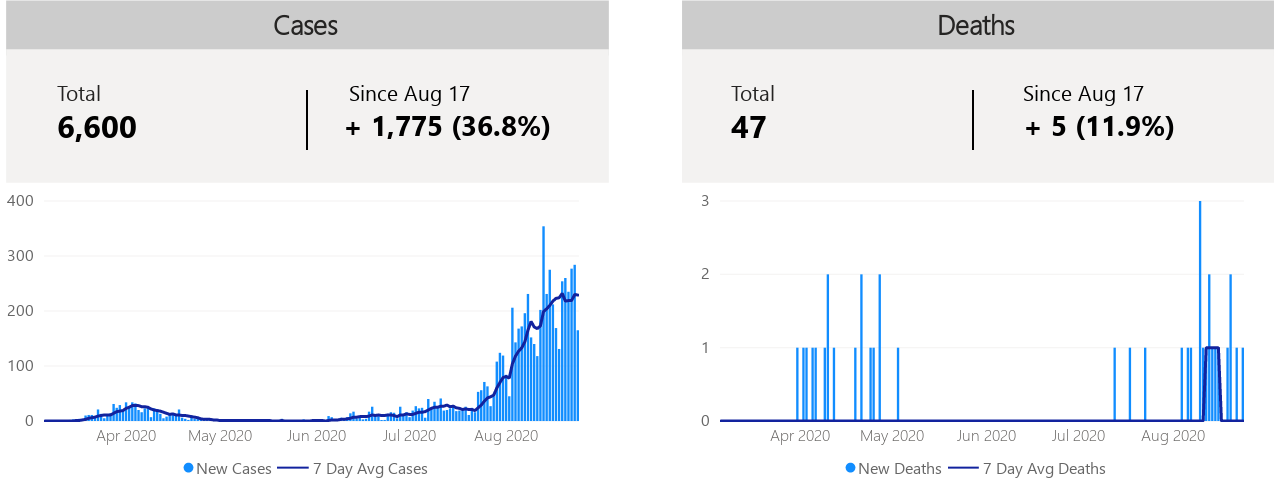 Cases
Total
6,600
Since Aug 17
+ 1,775 (36.8%)
400
300
200
100
0
Apr 2020 May 2020 Jun 2020 Jul 2020 Aug 2020
New Cases 7 Day Avg Cases
Deaths
Total
47
Since Aug 17
+ 5 (11.9%)
3
2
1
0
Apr 2020 May 2020 Jun 2020 Jul 2020 Aug 2020
New Deaths 7 Day Avg Deaths